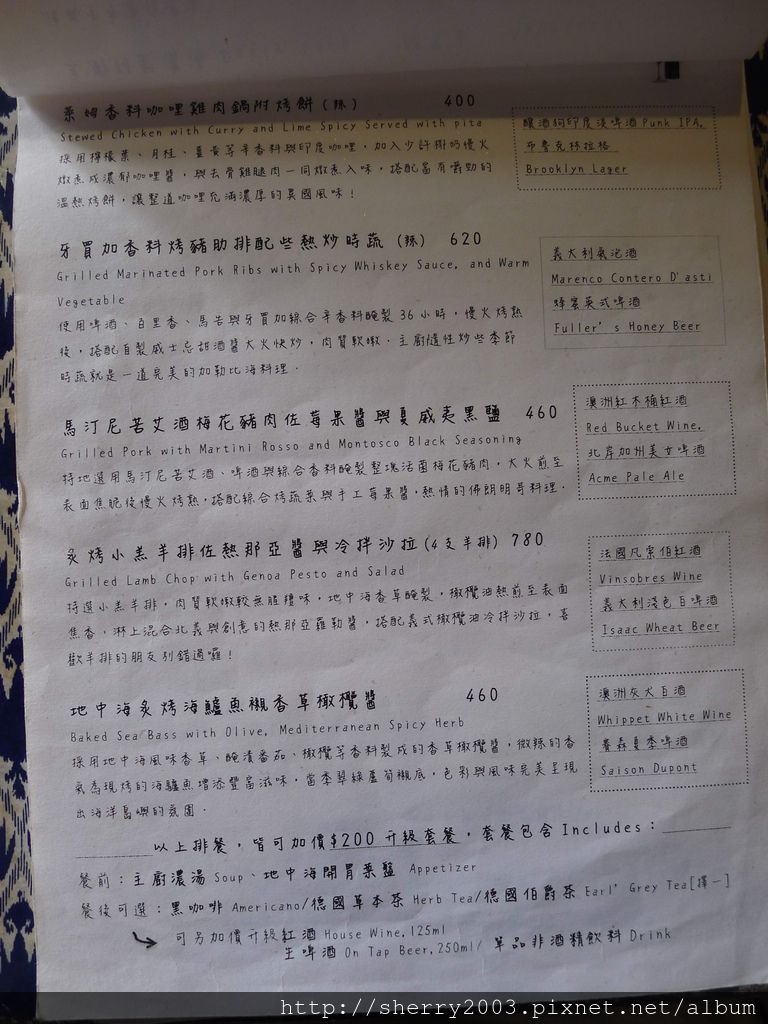 萊姆香料咖哩雞肉鍋附烤餅(辣) 400
Stewed Chicken with Curry and Lime Spicy Served with pita
採用檸檬葉、月桂、薑黃等辛香料與印度咖哩，加入少許鮮奶慢火
燉煮成濃郁咖哩醬，與去骨雞腿肉一同燉煮入味，搭配富有嚼勁的
溫熱烤餅，讓整道咖哩充滿濃厚的異國風味！
釀酒狗印度淡啤酒Punk IPA,
布魯克林拉格
Brooklyn Lager
牙買加香料烤豬肋排配些熱炒時蔬(辣) 620
Grilled Marinated Pork Ribs with Spicy Whiskey Sauce, and Warm
Vegetable
使用啤酒、百里香、馬告與牙買加綜合辛香料醃製36小時，慢火烤熟
後，搭配自製威士忌甜酒醬大火快炒，肉質軟嫩．主廚隨性炒些季節
時蔬就是一道完美的加勒比海料理．
義大利氣泡酒
Marenco Contero D'asti
蜂蜜英式啤酒
Fuller's Honey Beer
馬汀尼苦艾酒梅花豬肉佐莓果醬與夏威夷黑鹽 460
Grilled Pork with Martini Rosso and Montosco Black Seasoning
特地選用馬汀尼苦艾酒、啤酒與綜合香料醃製整塊活菌梅花豬肉，大火煎至
表面焦脆後慢火烤熟，搭配綜合烤蔬菜與手工莓果醬，熱情的佛朗明哥料理．
澳洲紅木桶紅酒
Red Bucket Wine,
北岸加州美女啤酒
Acme Pale Ale
炙烤小羔羊排佐熱那亞醬與冷拌沙拉(4支羊排) 780
Grilled Lamb Chop with Genoa Pesto and Salad
特選小羔羊排，肉質軟嫩較無腥羶味，地中海香草醃製，橄欖油熱煎至表面
焦香，淋上混合北義與創意的熱那亞羅勒醬，搭配義式橄欖油冷拌沙拉，喜
歡羊排的朋友別錯過囉！
法國凡索伯紅酒
Vinsobres Wine
義大利淺色白啤酒
Isaac Wheat Beer
地中海炙烤海鱸魚襯香草橄欖醬 460
Baked Sea Bass with Olive, Mediterranean Spicy Herb
採用地中海風味香草、醃漬番茄、橄欖等香料製成的香草橄欖醬，微辣的香
氣為現烤的海鱸魚增添豐富滋味，當季翠綠蘆筍襯底，色彩與風味完美呈現
出海洋島嶼的氛圍．
澳洲灰犬白酒
Whippet White Wine
賽森夏季啤酒
Saison Dupont
以上排餐，皆可加價$200升級套餐，套餐包含Includes：
餐前：主廚濃湯 Soup、地中海開胃菜盤 Appetizer
餐後可選：黑咖啡 Americano/德國草本茶 Herb Tea/德國伯爵茶 Earl' Grey Tea[擇一]
可另加價升級紅酒 House Wine,125ml
生啤酒 On Tap Beer,250ml/ 單品非酒精飲料 Drink
http://sherry2003.pixnet.net/album